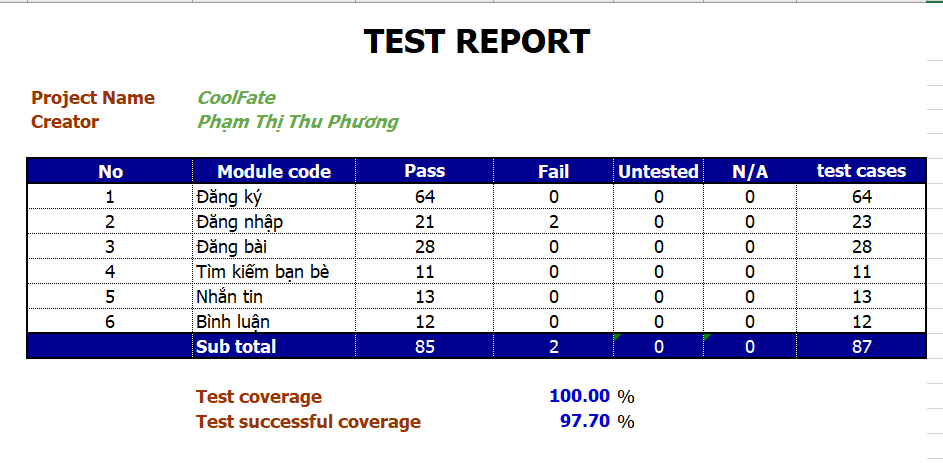 TEST REPORT
Project Name CoolFate
Creator Phạm Thị Thu Phương
No Module code Pass Fail Untested N/A test cases
1 Đăng ký 64 0 0 0 64
2 Đăng nhập 21 2 0 0 23
3 Đăng bài 28 0 0 0 28
4 Tìm kiếm bạn bè 11 0 0 0 11
5 Nhắn tin 13 0 0 0 13
6 Bình luận 12 0 0 0 12
Sub total 85 2 0 0 87
Test coverage 100.00 %
Test successful coverage 97.70 %